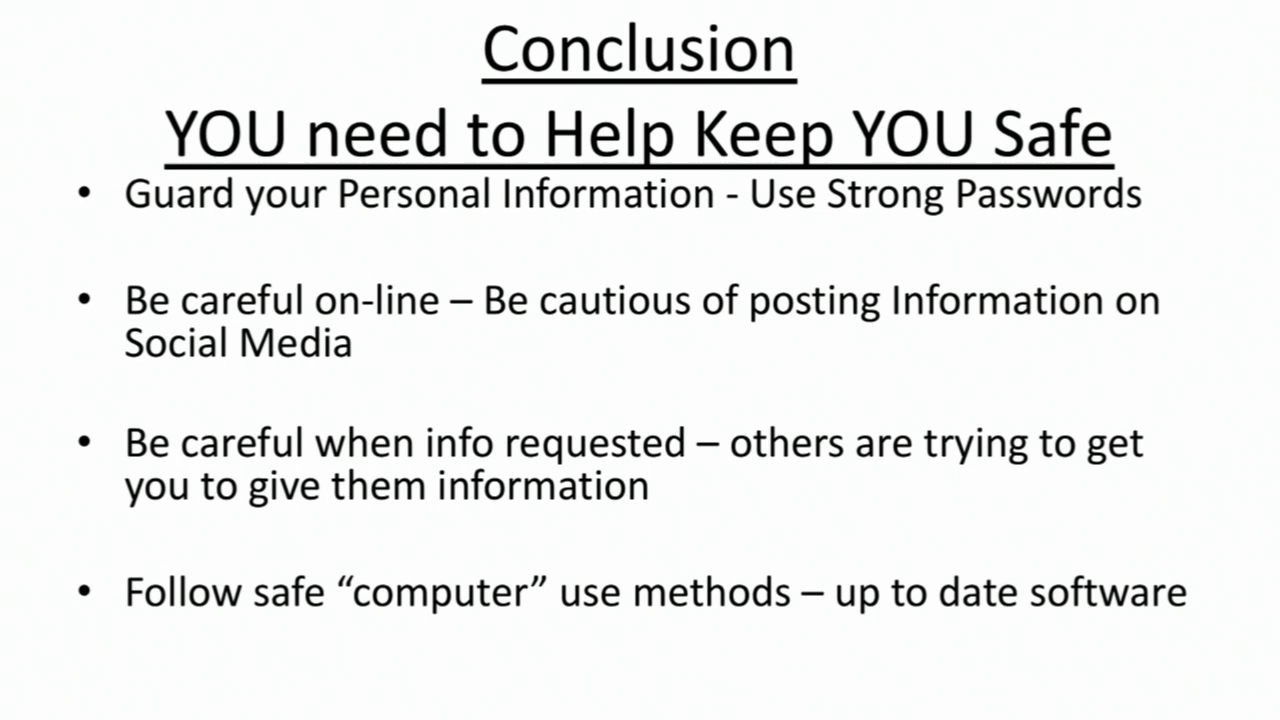 Conclusion
YOU need to Help Keep YOU Safe
• Guard your Personal Information - Use Strong Passwords
• Be careful on-line – Be cautious of posting Information on
Social Media
• Be careful when info requested – others are trying to get
you to give them information
• Follow safe “computer” use methods – up to date software